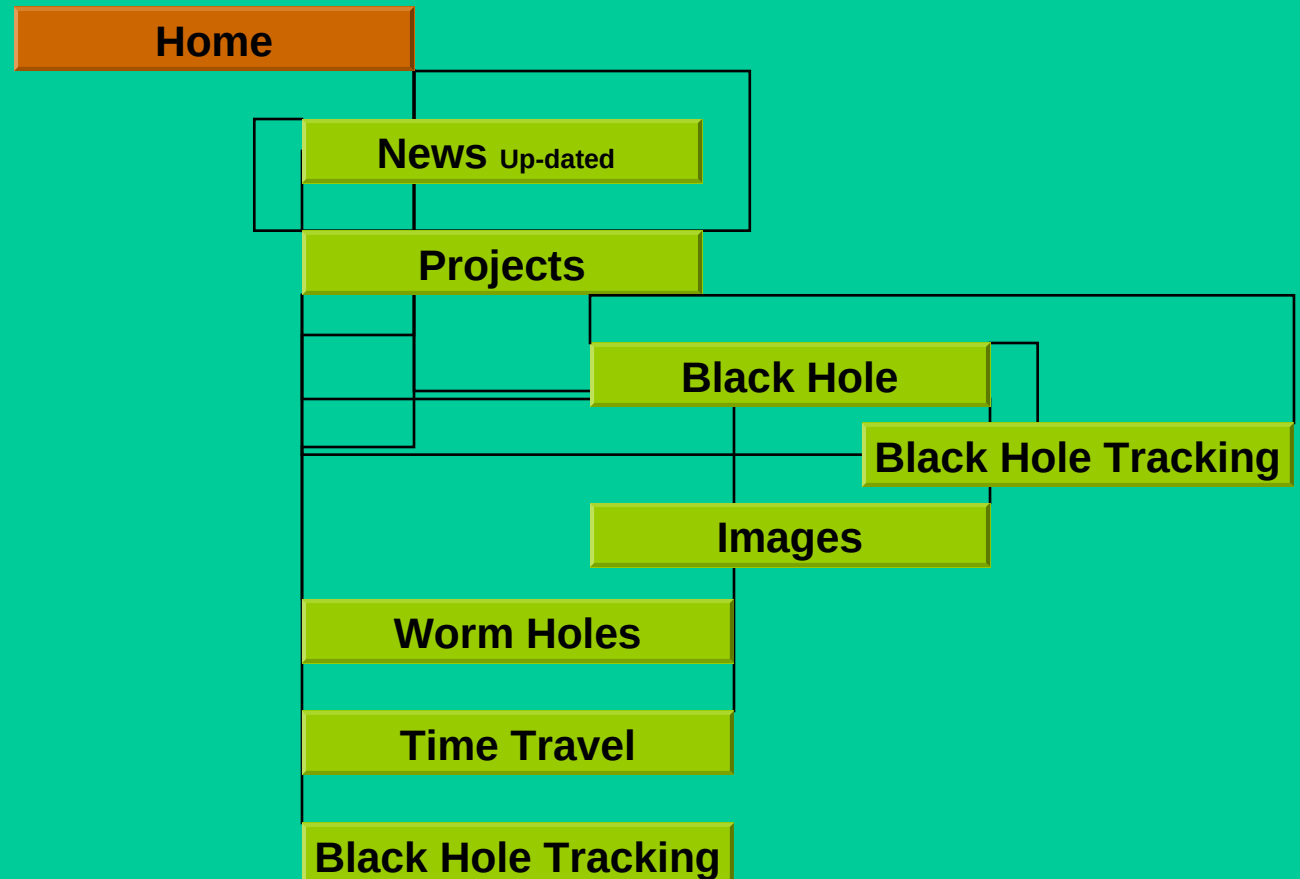 Home
News Up-dated
Projects
Black Hole
Black Hole Tracking
Images
Worm Holes
Time Travel
Black Hole Tracking